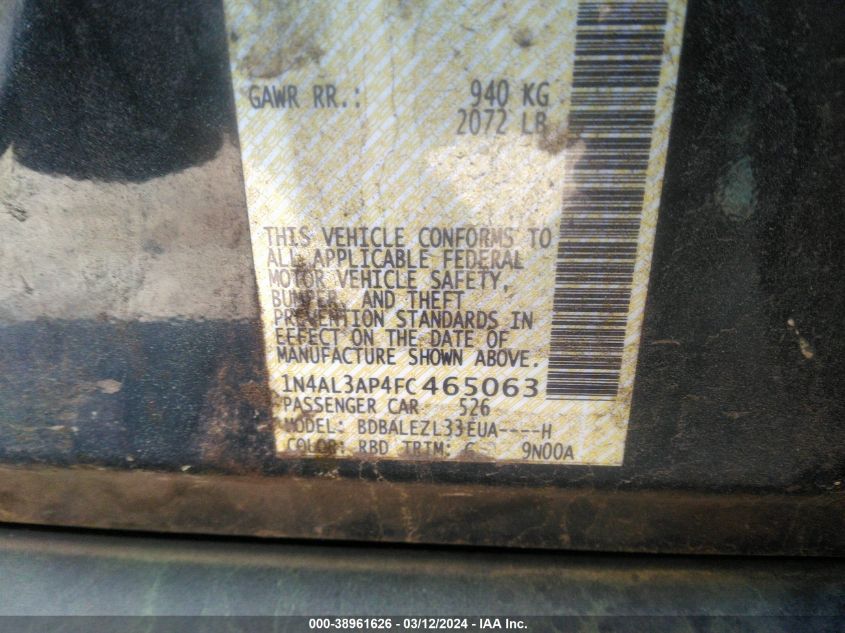 GAWR RR.: 940 KG
2072 LB
THIS VEHICLE CONFORMS TO
ALL APPLICABLE FEDERAL
MOTOR VEHICLE SAFETY,
BUMPER, AND THEFT
PREVENTION STANDARDS IN
EFFECT ON THE DATE OF
MANUFACTURE SHOWN ABOVE.
1N4AL3AP4FC465063
PASSENGER CAR 526
MODEL: BDBALEZL33EUA----H
COLOR: RBD TRIM: G 9N00A
000-38961626 - 03/12/2024 - IAA Inc.